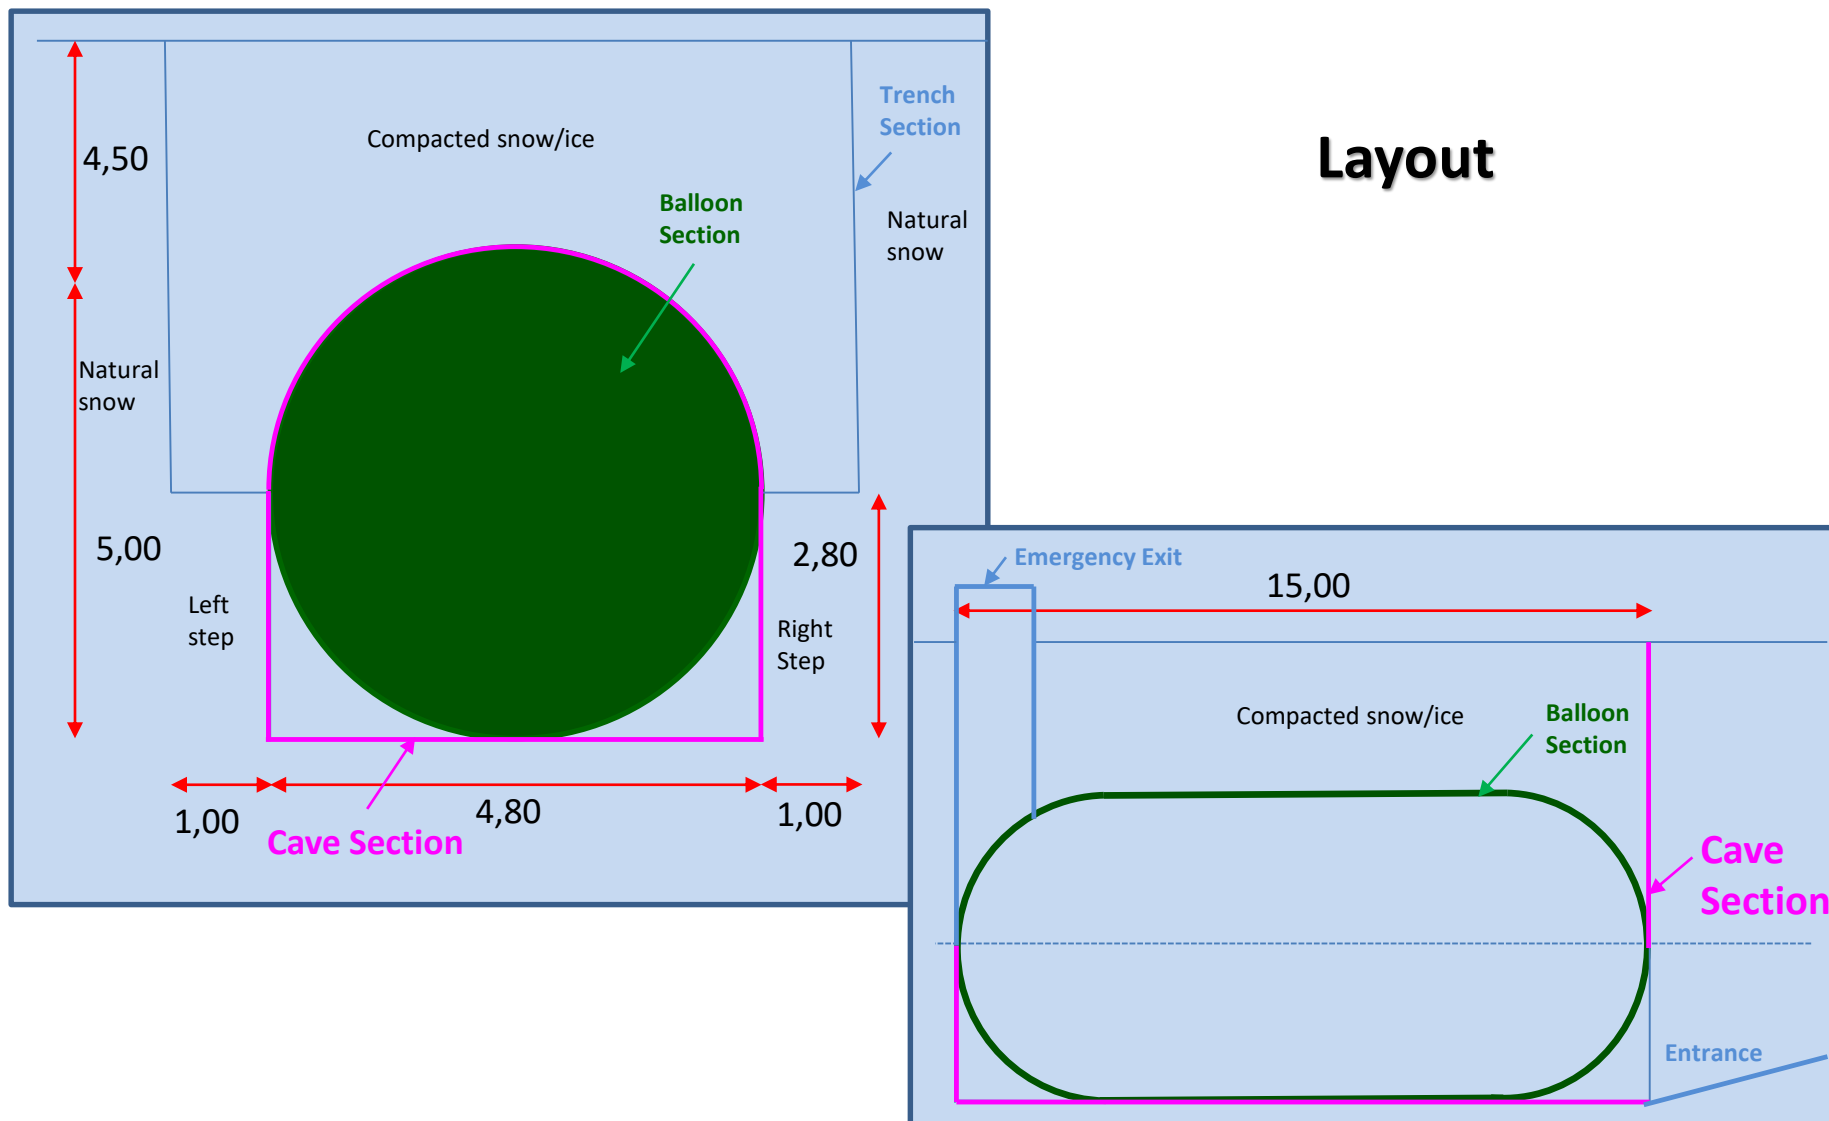 Layout
Trench
Section
Compacted snow/ice
4,50
Balloon
Section
Natural
snow
Natural
snow
5,00
2,80
Left
step
Right
Step
1,00
4,80
1,00
Cave Section
Emergency Exit
15,00
Compacted snow/ice
Balloon
Section
Cave
Section
Entrance